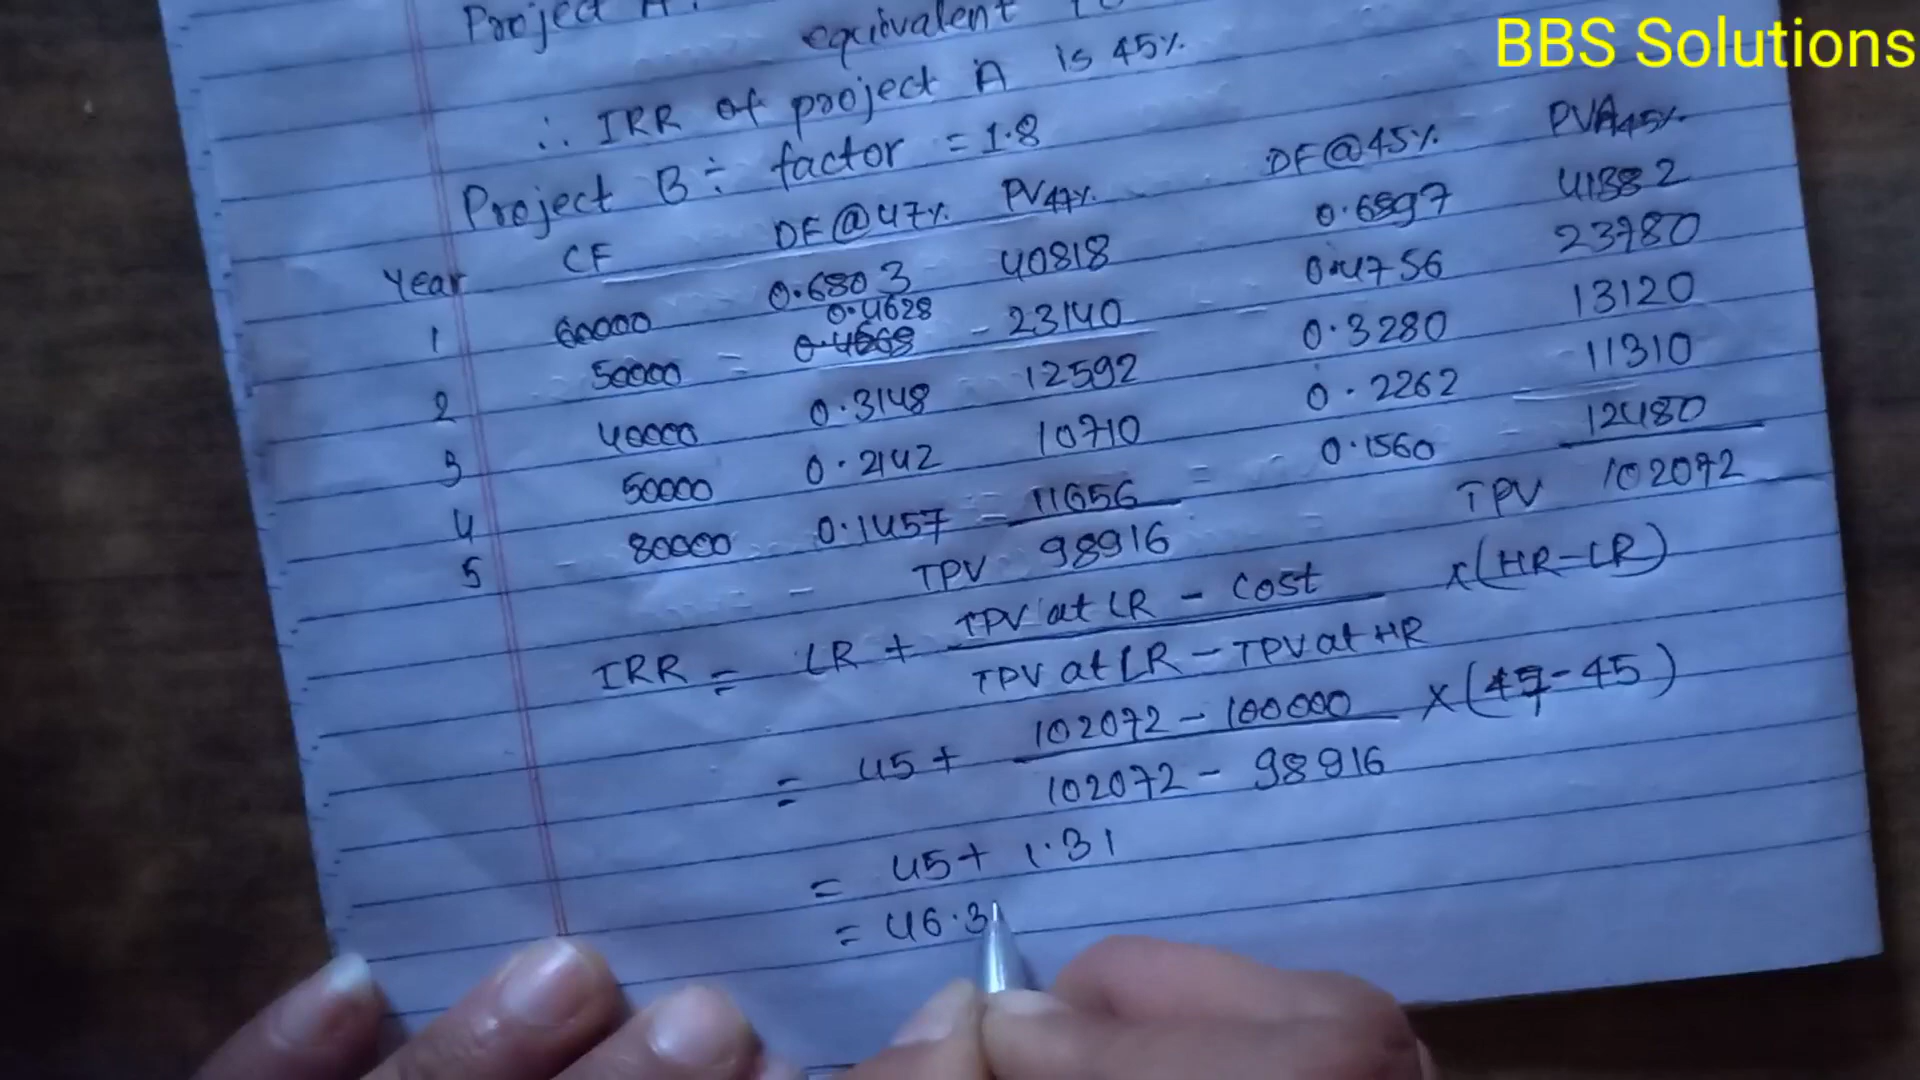 BBS Solutions
Project A
equivalent
∴ IRR of project A is 45%
Project B ÷ factor = 1.8
Year CF DF@47% PV47% DF@45% PVA45%
1 60000 0.6803 40818 0.6897 41382
0.4628
2 50000 = 0.4668 - 23140 0.4756 23780
3 40000 0.3148 12592 0.3280 13120
4 50000 0.2142 10710 0.2262 11310
5 80000 0.1457 11656 0.1560 12480
TPV 98916 TPV 102072
IRR = LR + TPV at LR - Cost x (HR-LR)
TPV at LR - TPV at HR
= 45 + 102072 - 100000 x (47-45)
102072 - 98916
= 45 + 1.31
= 46.3